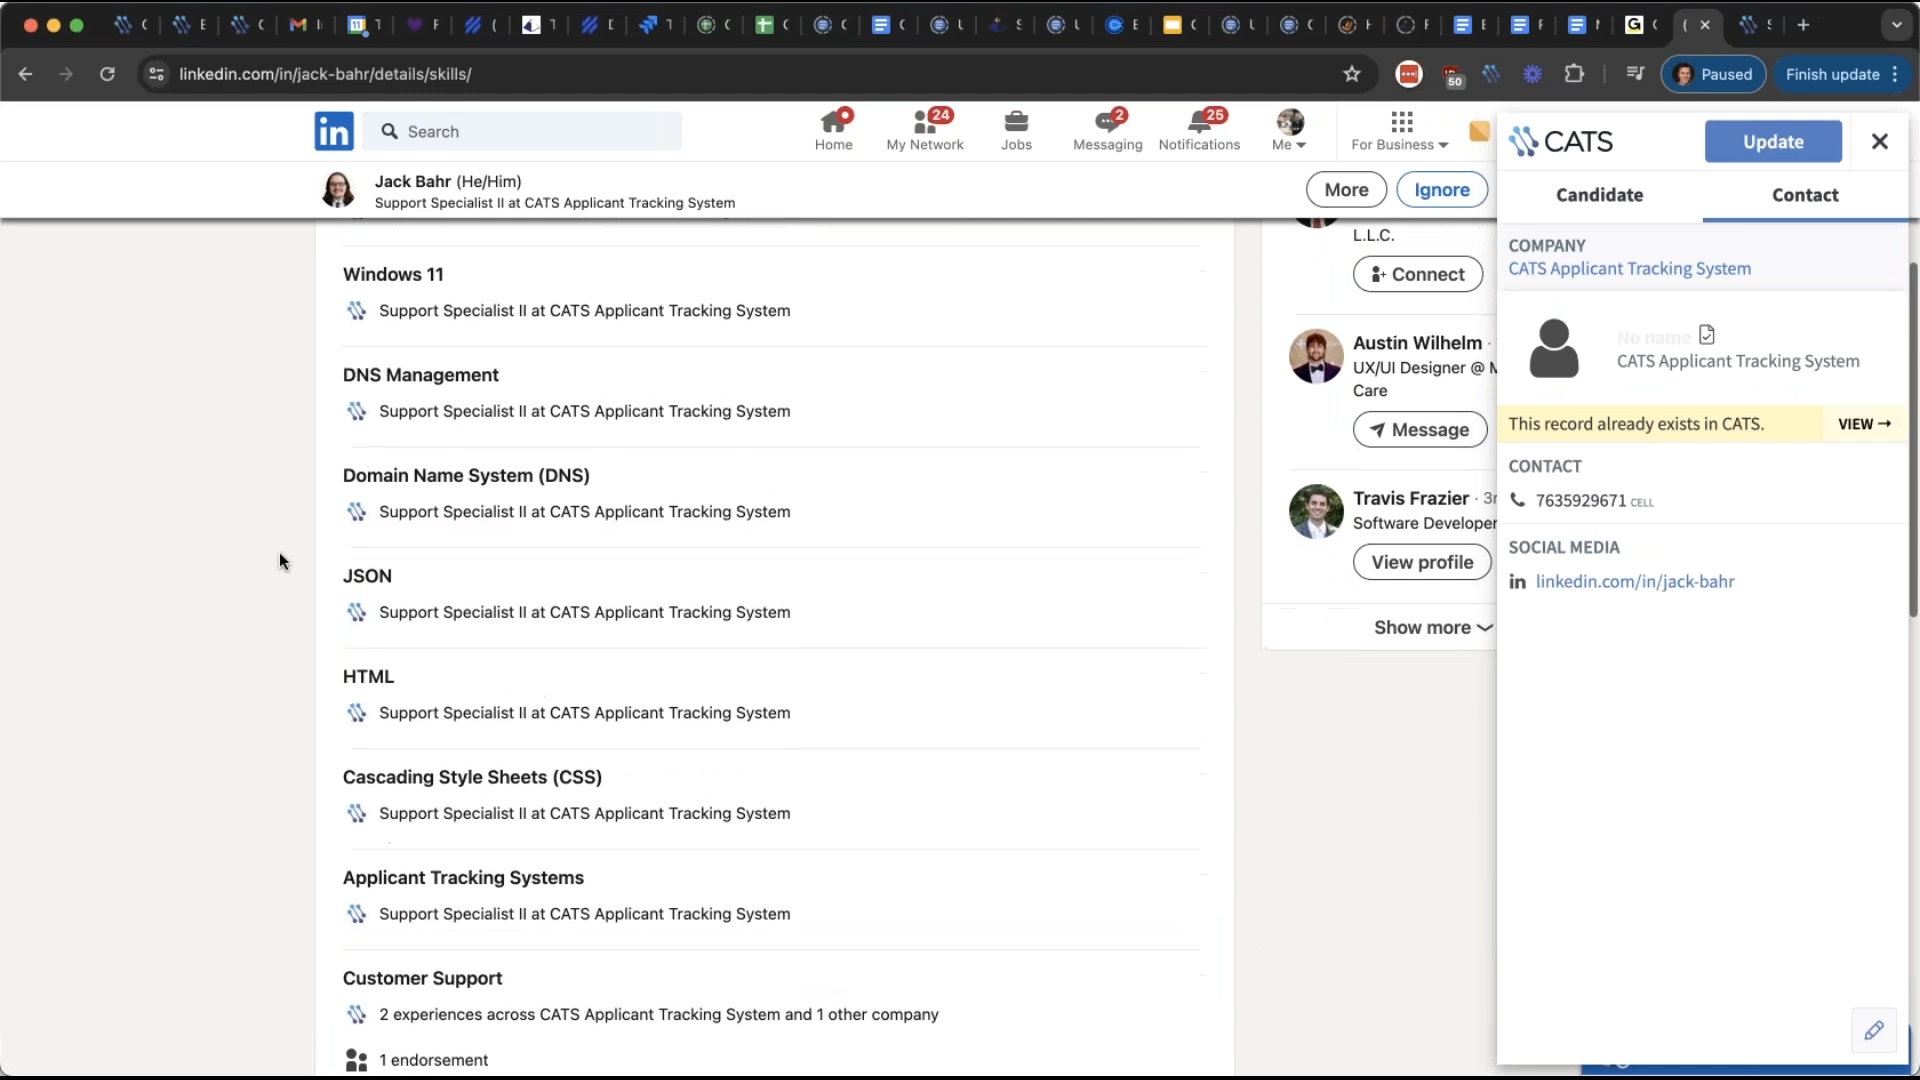 linkedin.com/in/jack-bahr/details/skills/
50
Paused
Finish update
in
Search
Home
24
My Network
Jobs
2
Messaging
25
Notifications
Me
For Business
CATS
Update
Jack Bahr (He/Him)
Support Specialist II at CATS Applicant Tracking System
More
Ignore
Candidate
Contact
Windows 11
Support Specialist II at CATS Applicant Tracking System
DNS Management
Support Specialist II at CATS Applicant Tracking System
Domain Name System (DNS)
Support Specialist II at CATS Applicant Tracking System
JSON
Support Specialist II at CATS Applicant Tracking System
HTML
Support Specialist II at CATS Applicant Tracking System
Cascading Style Sheets (CSS)
Support Specialist II at CATS Applicant Tracking System
Applicant Tracking Systems
Support Specialist II at CATS Applicant Tracking System
Customer Support
2 experiences across CATS Applicant Tracking System and 1 other company
1 endorsement
L.L.C.
Connect
Austin Wilhelm ·
UX/UI Designer @ M
Care
Message
Travis Frazier · 3r
Software Developer
View profile
Show more
COMPANY
CATS Applicant Tracking System
No name
CATS Applicant Tracking System
This record already exists in CATS.
VIEW →
CONTACT
7635929671 CELL
SOCIAL MEDIA
in linkedin.com/in/jack-bahr